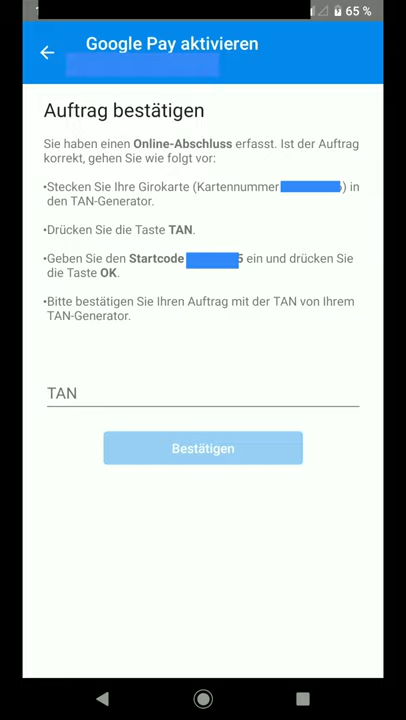 65 %
Google Pay aktivieren
Auftrag bestätigen
Sie haben einen Online-Abschluss erfasst. Ist der Auftrag
korrekt, gehen Sie wie folgt vor:
•Stecken Sie Ihre Girokarte (Kartennummer ) in
den TAN-Generator.
•Drücken Sie die Taste TAN.
•Geben Sie den Startcode 5 ein und drücken Sie
die Taste OK.
•Bitte bestätigen Sie Ihren Auftrag mit der TAN von Ihrem
TAN-Generator.
TAN
Bestätigen